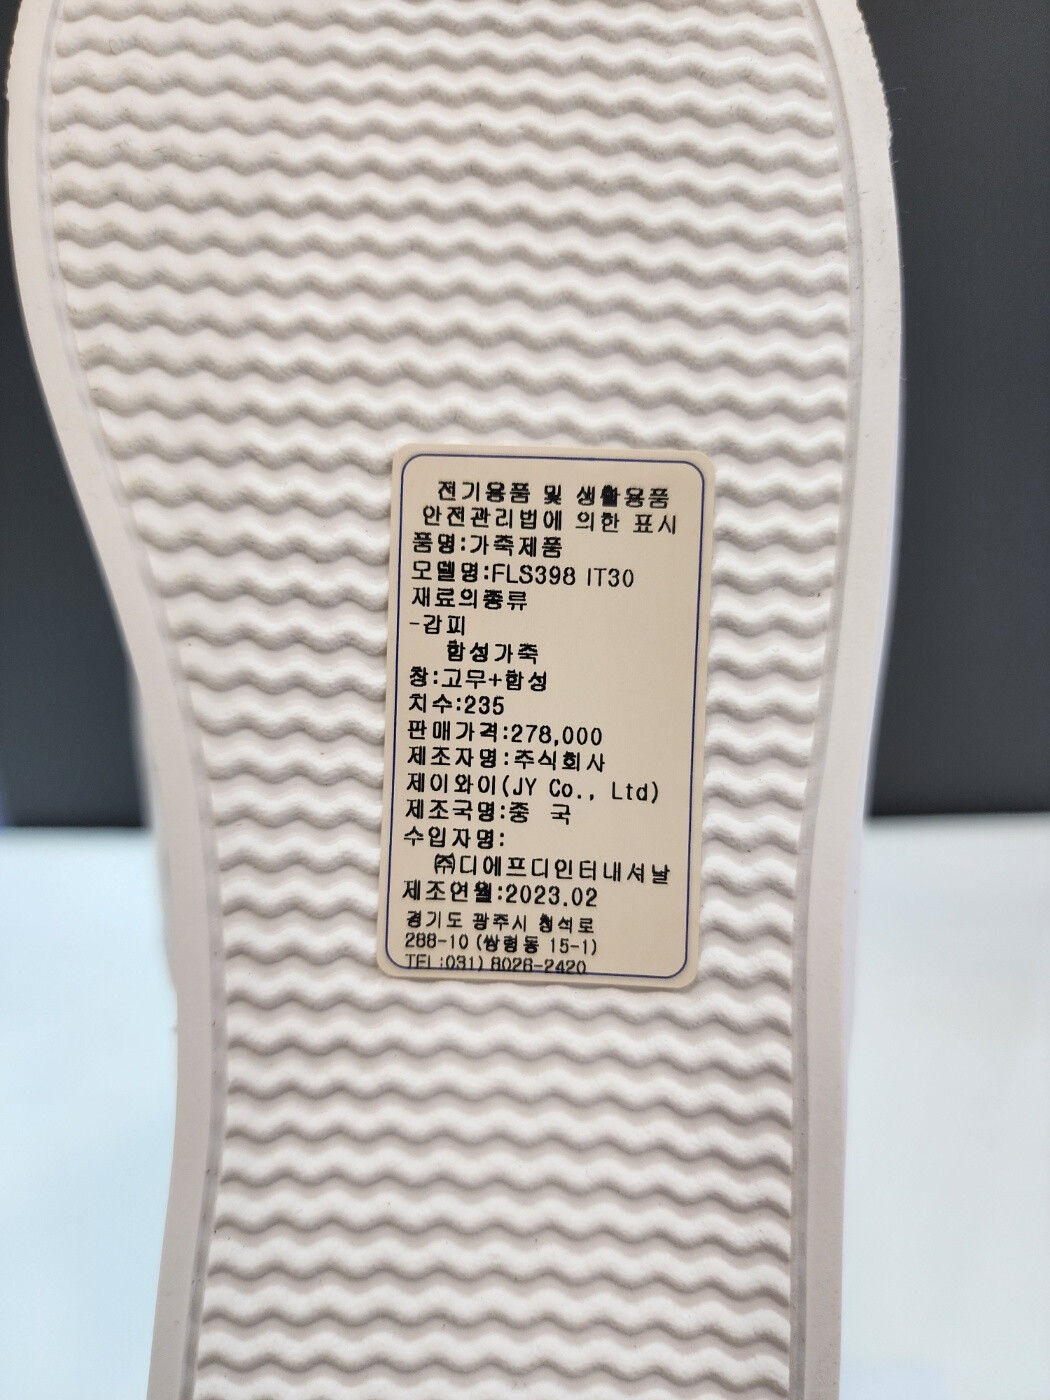 전기용품 및 생활용품
안전관리법에 의한 표시
품명:가죽제품
모델명:FLS398 IT30
재료의종류
-갑피
합성가죽
창:고무+합성
치수:235
판매가격:278,000
제조자명:주식회사
제이와이(JY Co., Ltd)
제조국명:중 국
수입자명:
㈜디에프디인터내셔날
제조연월:2023.02
경기도 광주시 청석로
288-10 (쌍령동 15-1)
TEL:031) 8026-2420